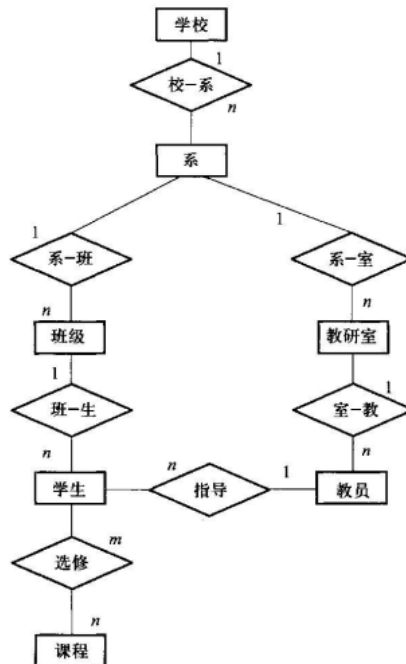 学校
1
校-系
n
系
1 1
系-班 系-室
n n
班级 教研室
1 1
班-生 室-教
n n
学生 n 指导 1 教员
m
选修
n
课程